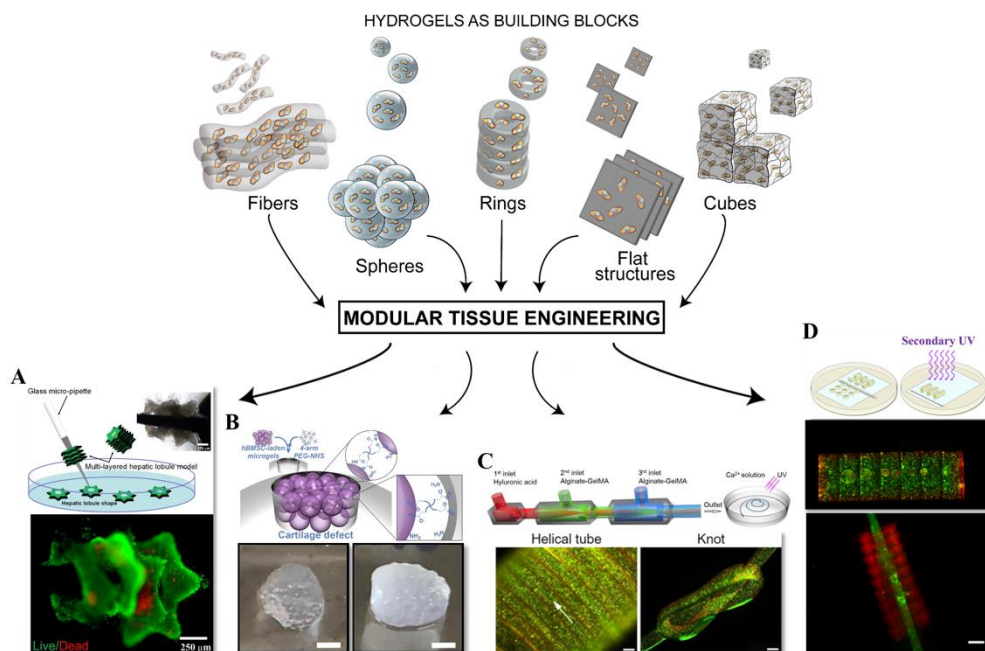 HYDROGELS AS BUILDING BLOCKS
Fibers
Spheres
Rings
Flat
structures
Cubes
MODULAR TISSUE ENGINEERING
A
Glass micro-pipette
Multi-layered hepatic lobule model
Hepatic lobule shape
Live/Dead
250 µm
B
hBMSC-laden
microgels
4-arm
PEG-NHS
NH₂
H₂N
Cartilage defect
C
1st inlet
Hyluronic acid
2nd inlet
Alginate-GelMA
3rd inlet
Alginate-GelMA
Outlet
Ca²⁺ solution
UV
Helical tube
Knot
D
Secondary UV